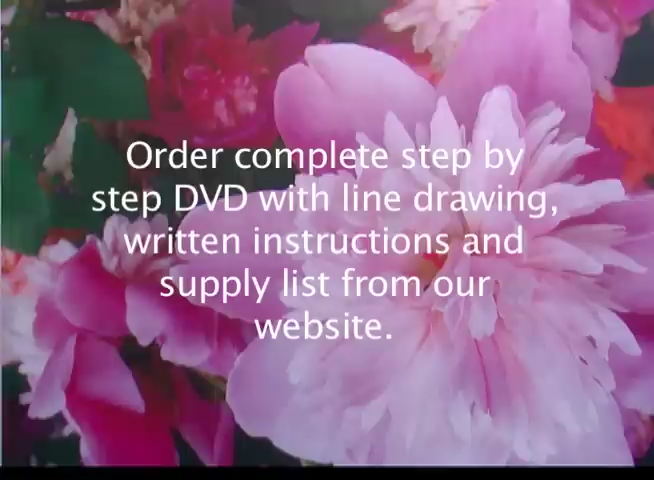 Order complete step by
step DVD with line drawing,
written instructions and
supply list from our
website.